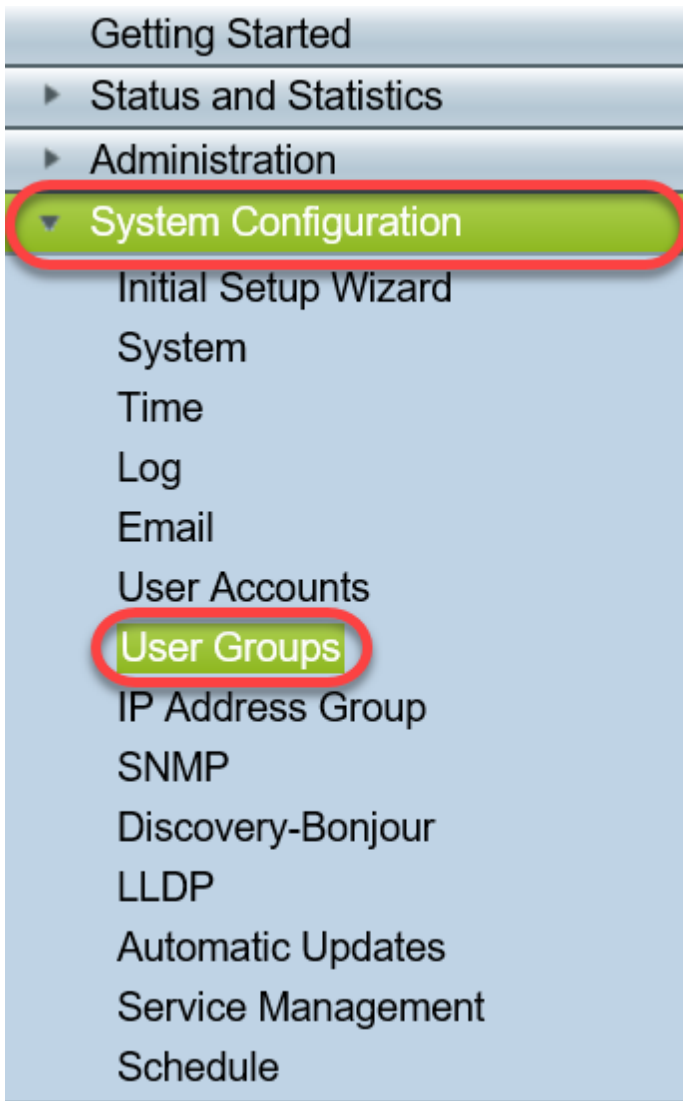 Getting Started
Status and Statistics
Administration
System Configuration
Initial Setup Wizard
System
Time
Log
Email
User Accounts
User Groups
IP Address Group
SNMP
Discovery-Bonjour
LLDP
Automatic Updates
Service Management
Schedule